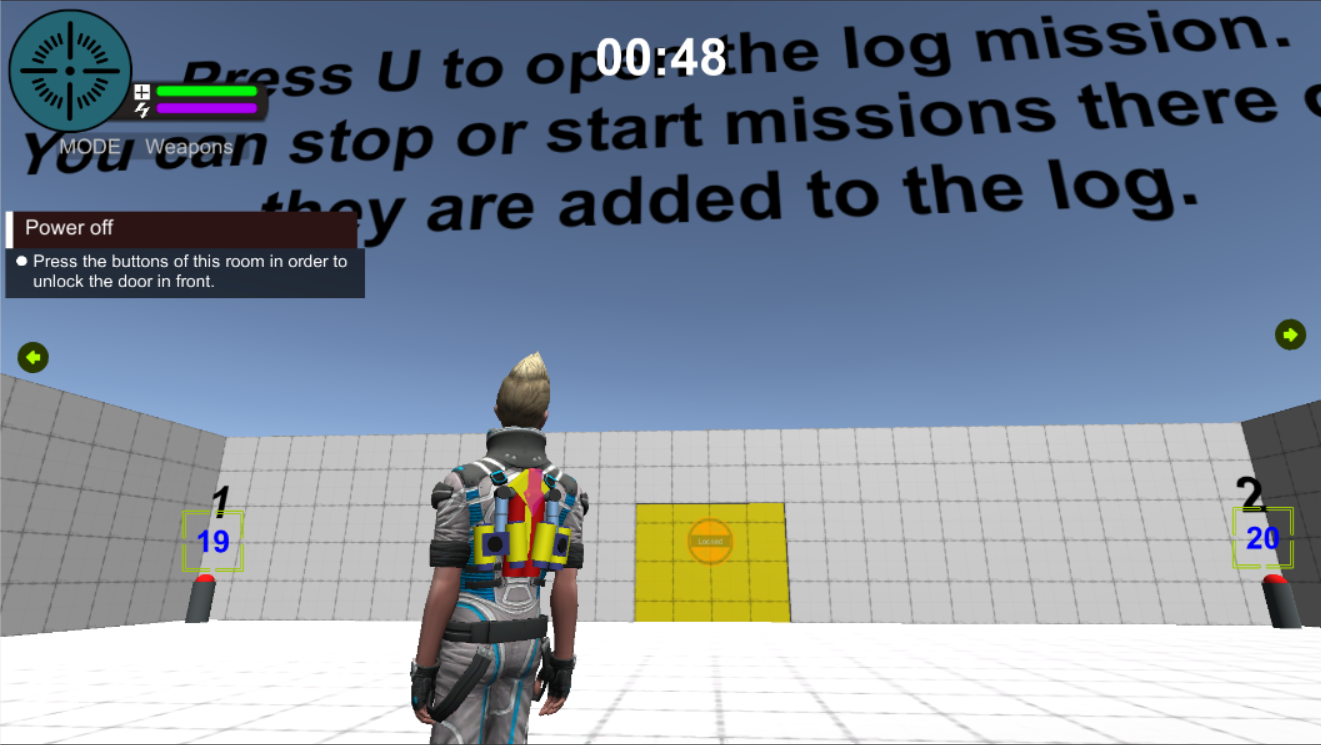 Press U to open the log mission.
00:48
You can stop or start missions there
they are added to the log.
MODE Weapons
Power off
Press the buttons of this room in order to
unlock the door in front.
1
19
Locked
2
20